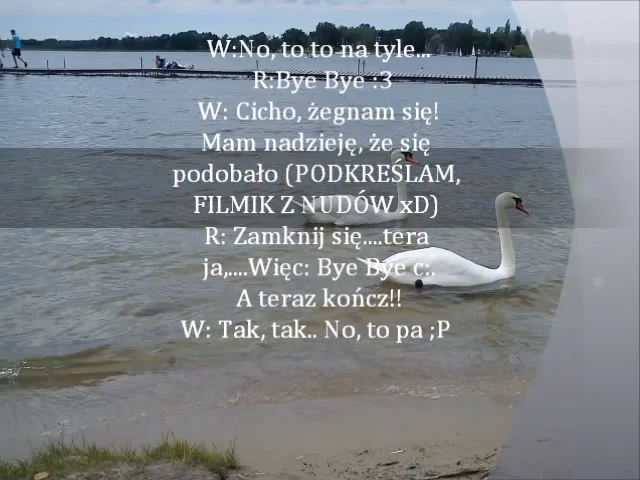 W:No, to to na tyle...
R:Bye Bye :3
W: Cicho, żegnam się!
Mam nadzieję, że się
podobało (PODKREŚLAM,
FILMIK Z NUDÓW xD)
R: Zamknij się....tera
ja,....Więc: Bye Bye c:.
A teraz kończ!!
W: Tak, tak.. No, to pa ;P